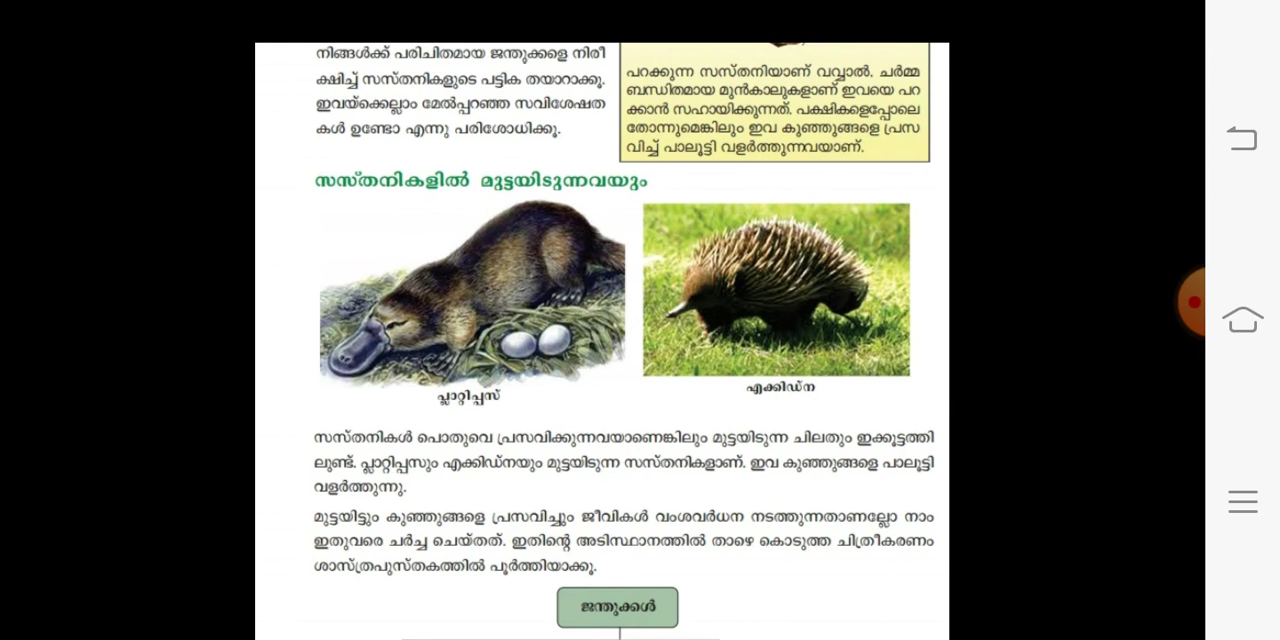 നിങ്ങൾക്ക് പരിചിതമായ ജന്തുക്കളെ നിരീ
ക്ഷിച്ച് സസ്തനികളുടെ പട്ടിക തയാറാക്കൂ.
ഇവയ്ക്കെല്ലാം മേൽപ്പറഞ്ഞ സവിശേഷത
കൾ ഉണ്ടോ എന്നു പരിശോധിക്കൂ.
പറക്കുന്ന സസ്തനിയാണ് വവ്വാൽ. ചർമ്മ
ബന്ധിതമായ മുൻകാലുകളാണ് ഇവയെ പറ
ക്കാൻ സഹായിക്കുന്നത്. പക്ഷികളെപ്പോലെ
തോന്നുമെങ്കിലും ഇവ കുഞ്ഞുങ്ങളെ പ്രസ
വിച്ച് പാലൂട്ടി വളർത്തുന്നവയാണ്.
സസ്തനികളിൽ മുട്ടയിടുന്നവയും
പ്ലാറ്റിപ്പസ്
എക്കിഡ്ന
സസ്തനികൾ പൊതുവെ പ്രസവിക്കുന്നവയാണെങ്കിലും മുട്ടയിടുന്ന ചിലതും ഇക്കൂട്ടത്തി
ലുണ്ട്. പ്ലാറ്റിപ്പസും എക്കിഡ്നയും മുട്ടയിടുന്ന സസ്തനികളാണ്. ഇവ കുഞ്ഞുങ്ങളെ പാലൂട്ടി
വളർത്തുന്നു.
മുട്ടയിട്ടും കുഞ്ഞുങ്ങളെ പ്രസവിച്ചും ജീവികൾ വംശവർധന നടത്തുന്നതാണല്ലോ നാം
ഇതുവരെ ചർച്ച ചെയ്തത്. ഇതിന്റെ അടിസ്ഥാനത്തിൽ താഴെ കൊടുത്ത ചിത്രീകരണം
ശാസ്ത്രപുസ്തകത്തിൽ പൂർത്തിയാക്കൂ.
ജന്തുക്കൾ